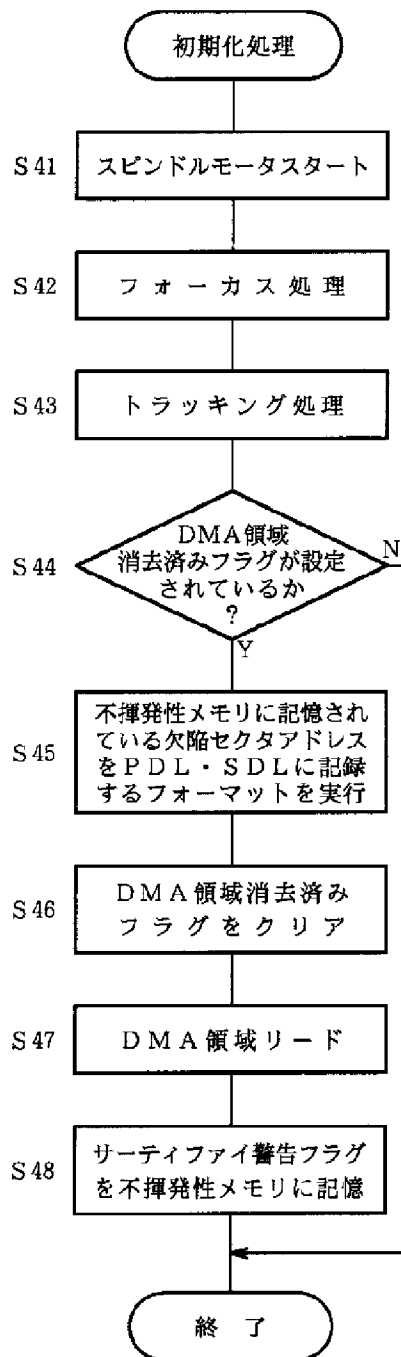 初期化処理
S41
スピンドルモータスタート
S42
フォーカス処理
S43
トラッキング処理
S44
DMA領域
消去済みフラグが設定
されているか
?
N
Y
S45
不揮発性メモリに記憶され
ている欠陥セクタアドレス
をPDL・SDLに記録
するフォーマットを実行
S46
DMA領域消去済み
フラグをクリア
S47
DMA領域リード
S48
サーティファイ警告フラグ
を不揮発性メモリに記憶
終了